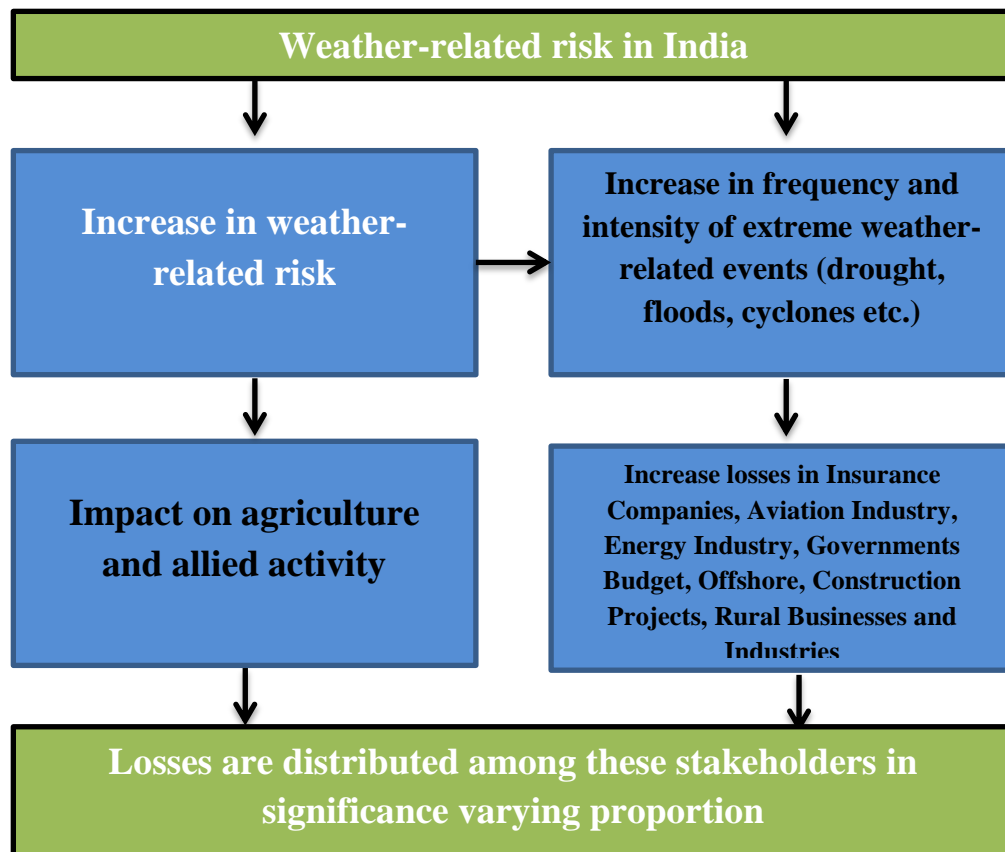 Weather-related risk in India
Increase in weather-
related risk
Increase in frequency and
intensity of extreme weather-
related events (drought,
floods, cyclones etc.)
Impact on agriculture
and allied activity
Increase losses in Insurance
Companies, Aviation Industry,
Energy Industry, Governments
Budget, Offshore, Construction
Projects, Rural Businesses and
Industries
Losses are distributed among these stakeholders in
significance varying proportion